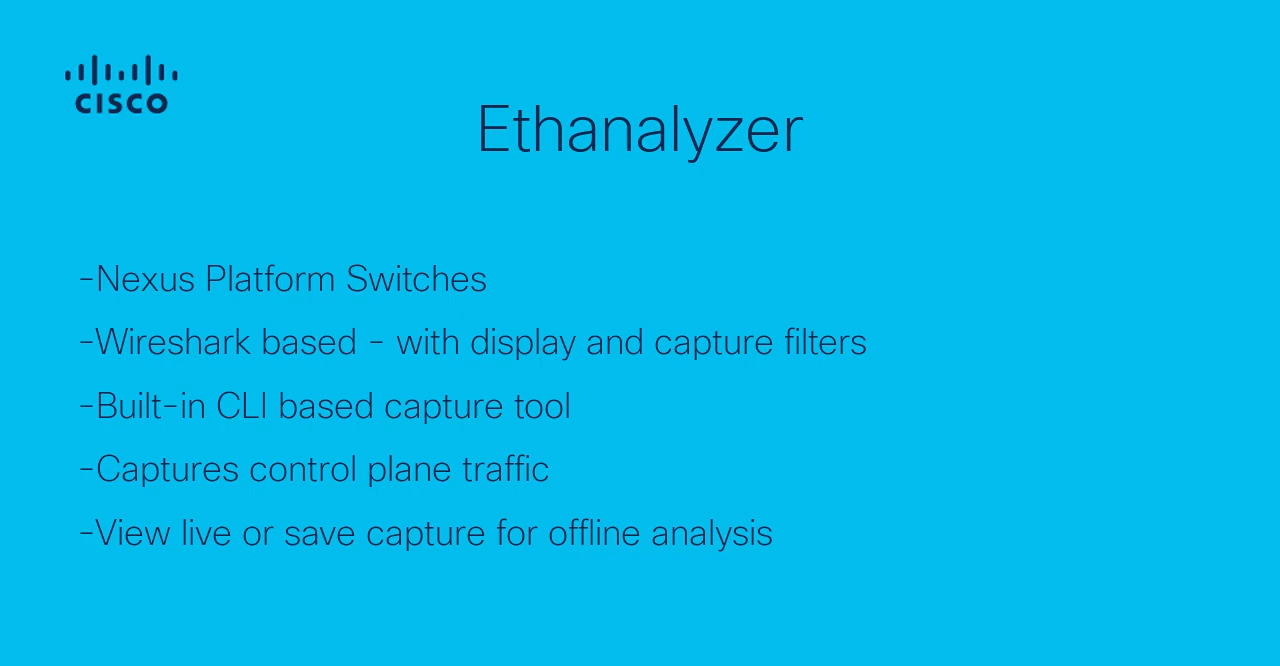 CISCO
Ethanalyzer
-Nexus Platform Switches
-Wireshark based - with display and capture filters
-Built-in CLI based capture tool
-Captures control plane traffic
-View live or save capture for offline analysis